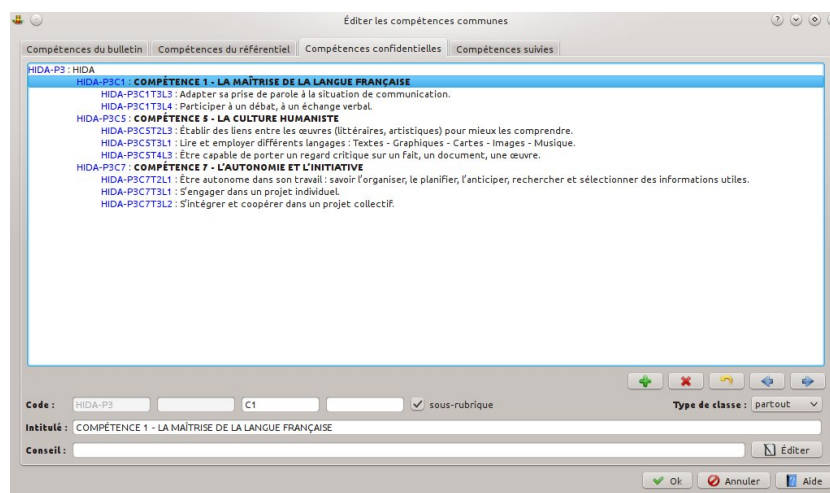 Éditer les compétences communes
Compétences du bulletin Compétences du référentiel Compétences confidentielles Compétences suivies
HIDA-P3 : HIDA
HIDA-P3C1 : COMPÉTENCE 1 - LA MAÎTRISE DE LA LANGUE FRANÇAISE
HIDA-P3C1T3L3 : Adapter sa prise de parole à la situation de communication.
HIDA-P3C1T3L4 : Participer à un débat, à un échange verbal.
HIDA-P3C5 : COMPÉTENCE 5 - LA CULTURE HUMANISTE
HIDA-P3C5T2L3 : Établir des liens entre les œuvres (littéraires, artistiques) pour mieux les comprendre.
HIDA-P3C5T3L1 : Lire et employer différents langages : Textes - Graphiques - Cartes - Images - Musique.
HIDA-P3C5T4L3 : Être capable de porter un regard critique sur un fait, un document, une œuvre.
HIDA-P3C7 : COMPÉTENCE 7 - L'AUTONOMIE ET L'INITIATIVE
HIDA-P3C7T2L1 : Être autonome dans son travail : savoir l'organiser, le planifier, l'anticiper, rechercher et sélectionner des informations utiles.
HIDA-P3C7T3L1 : S'engager dans un projet individuel.
HIDA-P3C7T3L2 : S'intégrer et coopérer dans un projet collectif.
Code : HIDA-P3 C1 sous-rubrique Type de classe : partout
Intitulé : COMPÉTENCE 1 - LA MAÎTRISE DE LA LANGUE FRANÇAISE
Conseil : Éditer
Ok Annuler Aide